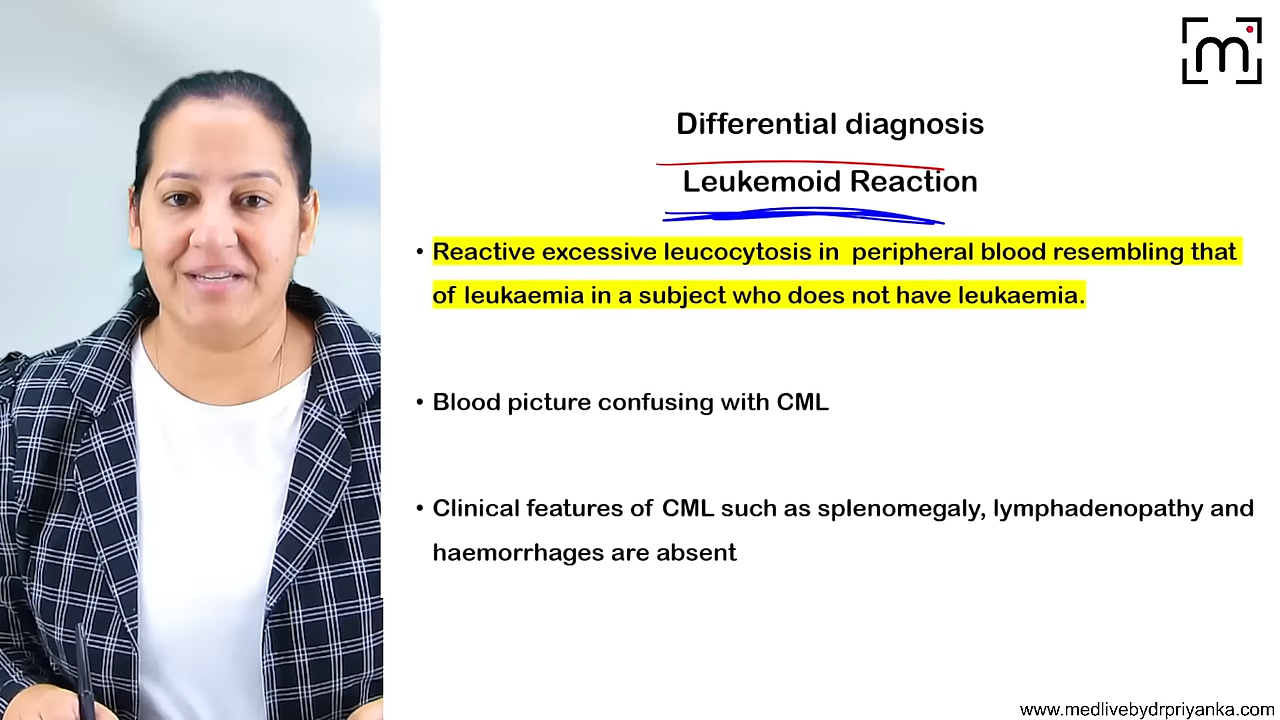 m
Differential diagnosis
Leukemoid Reaction
• Reactive excessive leucocytosis in peripheral blood resembling that
of leukaemia in a subject who does not have leukaemia.
• Blood picture confusing with CML
• Clinical features of CML such as splenomegaly, lymphadenopathy and
haemorrhages are absent
www.medlivebydrpriyanka.com